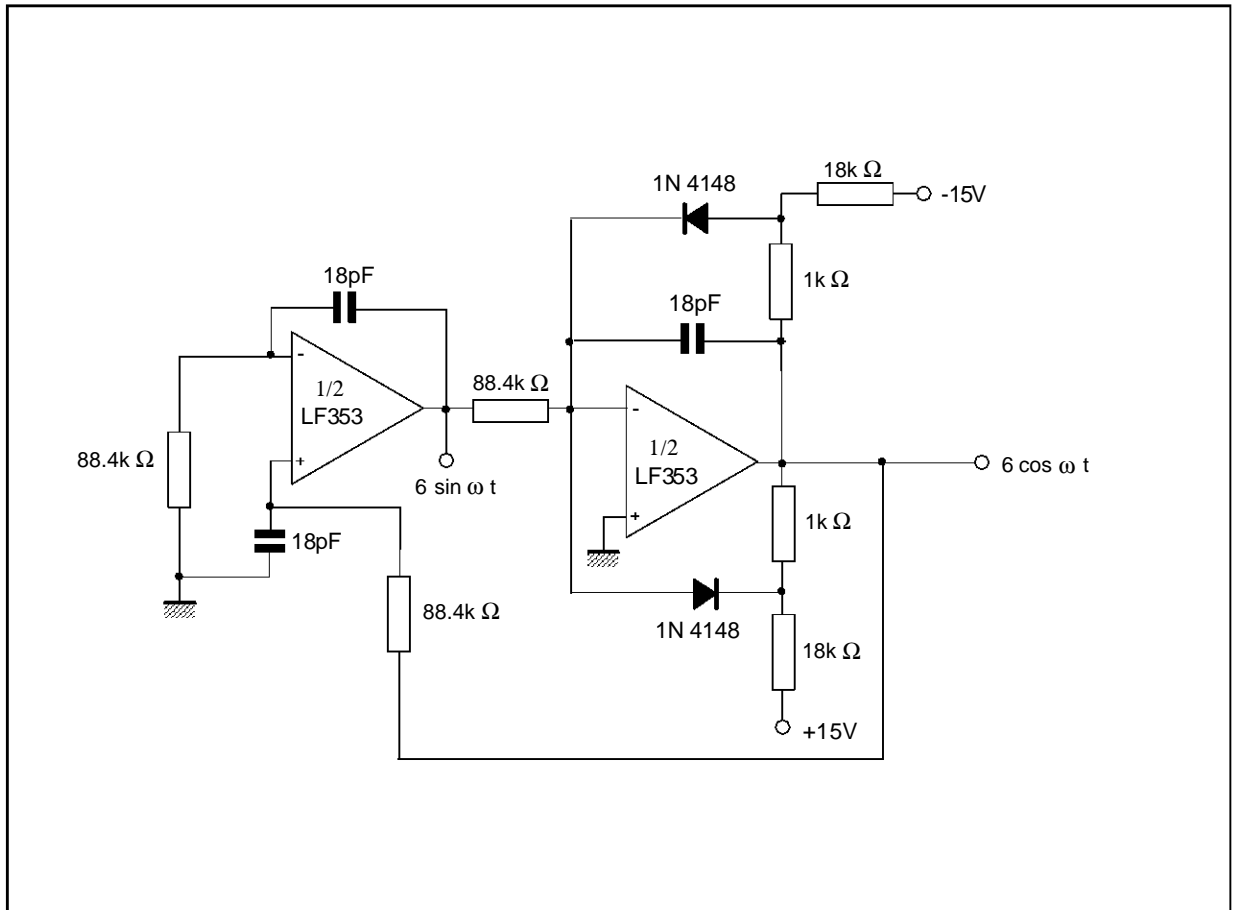 18k Ω
1N 4148
-15V
1k Ω
18pF
18pF
-
1/2
LF353
+
88.4k Ω
88.4k Ω
6 sin ω t
-
1/2
LF353
+
6 cos ω t
18pF
88.4k Ω
1k Ω
1N 4148
18k Ω
+15V